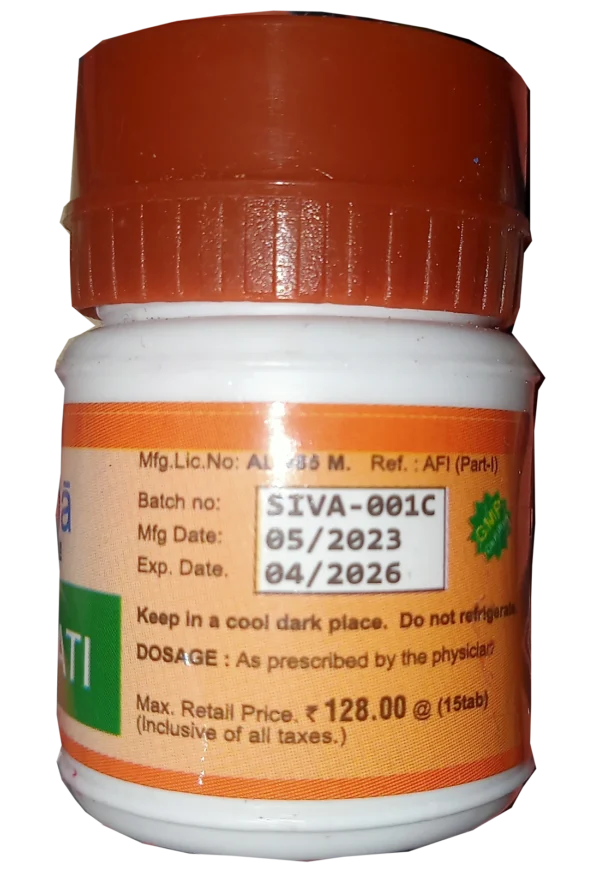 Mfg.Lic.No: M. Ref. : AFI (Part-I)
Batch no: SIVA-001C
Mfg Date: 05/2023
Exp. Date. 04/2026
GMP
Keep in a cool dark place. Do not refrigerate
DOSAGE : As prescribed by the physician
ATI
Max. Retail Price. ₹ 128.00 @ (15tab)
(Inclusive of all taxes.)